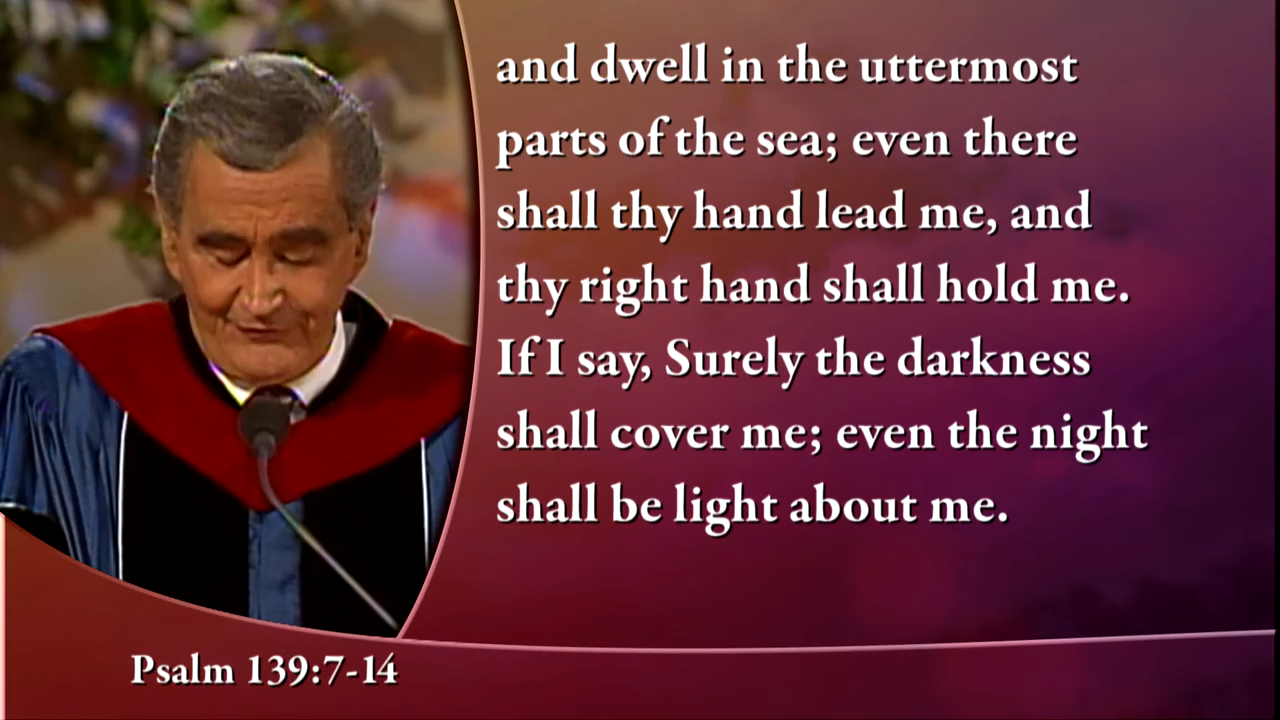 and dwell in the uttermost
parts of the sea; even there
shall thy hand lead me, and
thy right hand shall hold me.
If I say, Surely the darkness
shall cover me; even the night
shall be light about me.
Psalm 139:7-14